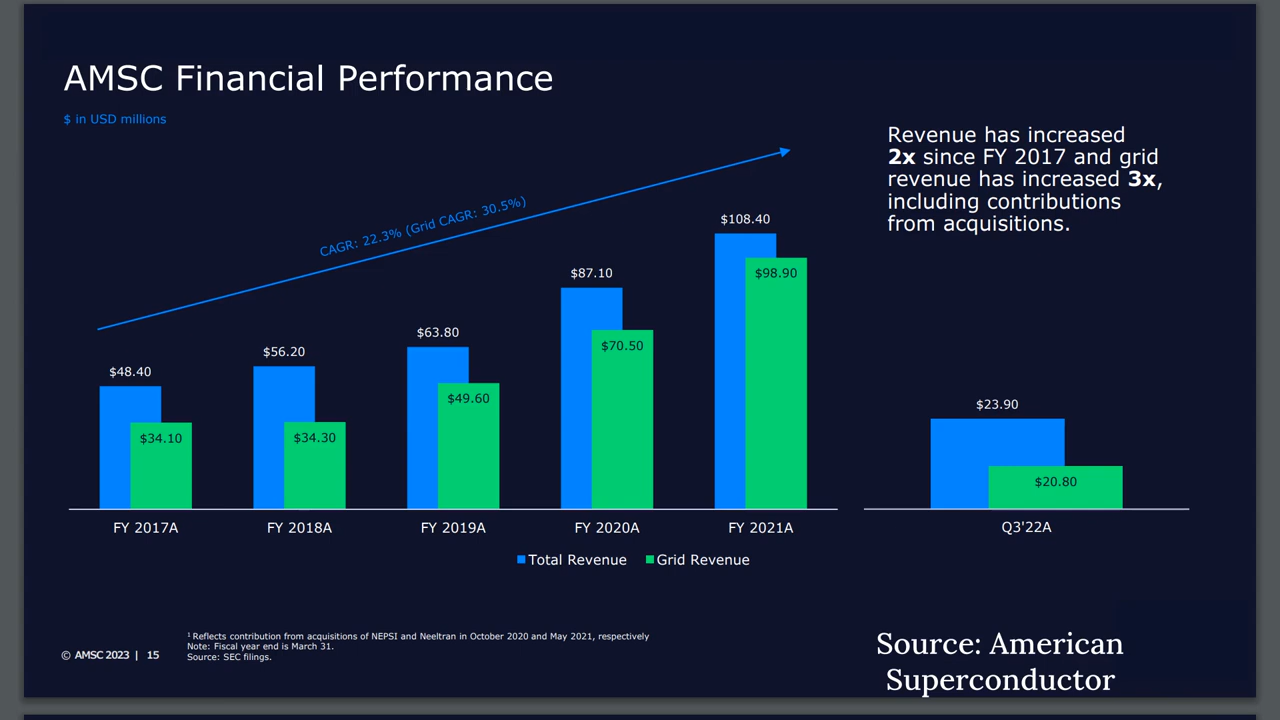 AMSC Financial Performance
$ in USD millions
Revenue has increased
2x since FY 2017 and grid
revenue has increased 3x,
including contributions
from acquisitions.
CAGR: 22.3% (Grid CAGR: 30.5%)
$48.40
$34.10
$56.20
$34.30
$63.80
$49.60
$87.10
$70.50
$108.40
$98.90
$23.90
$20.80
FY 2017A
FY 2018A
FY 2019A
FY 2020A
FY 2021A
Q3'22A
Total Revenue
Grid Revenue
¹ Reflects contribution from acquisitions of NEPSI and Neeltran in October 2020 and May 2021, respectively
Note: Fiscal year end is March 31.
Source: SEC filings.
© AMSC 2023 | 15
Source: American
Superconductor